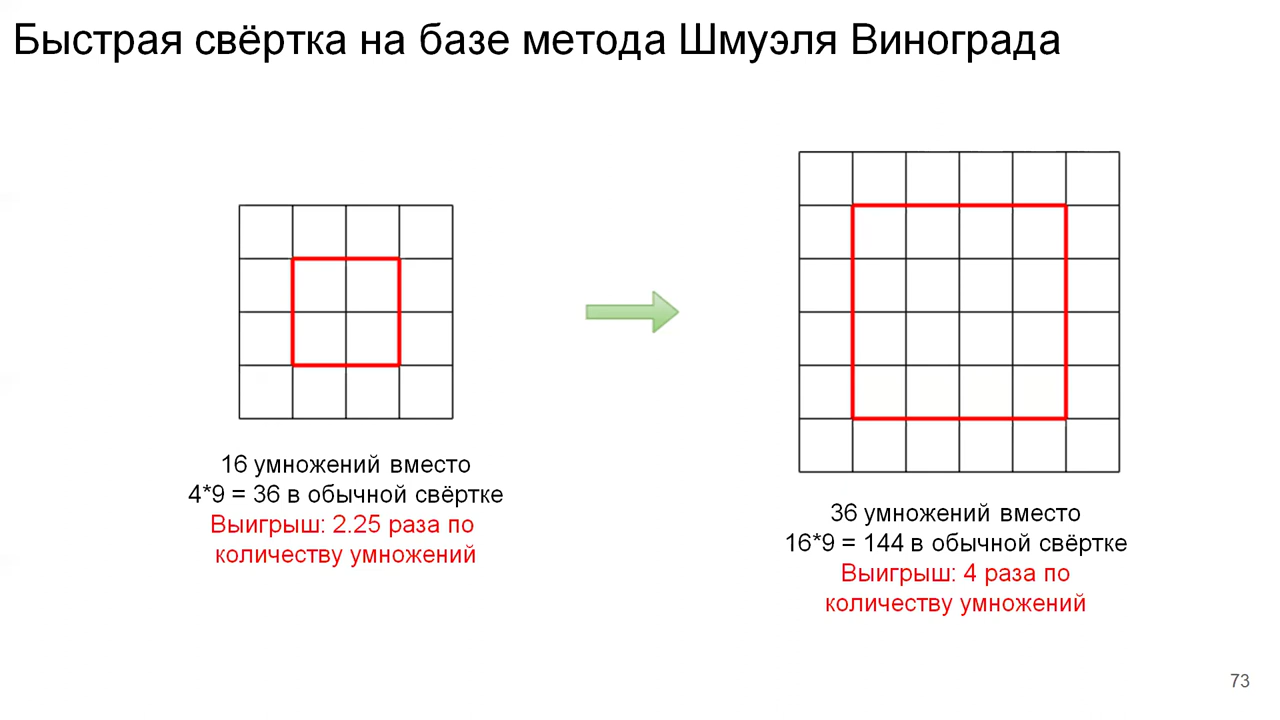 Быстрая свёртка на базе метода Шмуэля Винограда
16 умножений вместо
4*9 = 36 в обычной свёртке
Выигрыш: 2.25 раза по
количеству умножений
36 умножений вместо
16*9 = 144 в обычной свёртке
Выигрыш: 4 раза по
количеству умножений
73